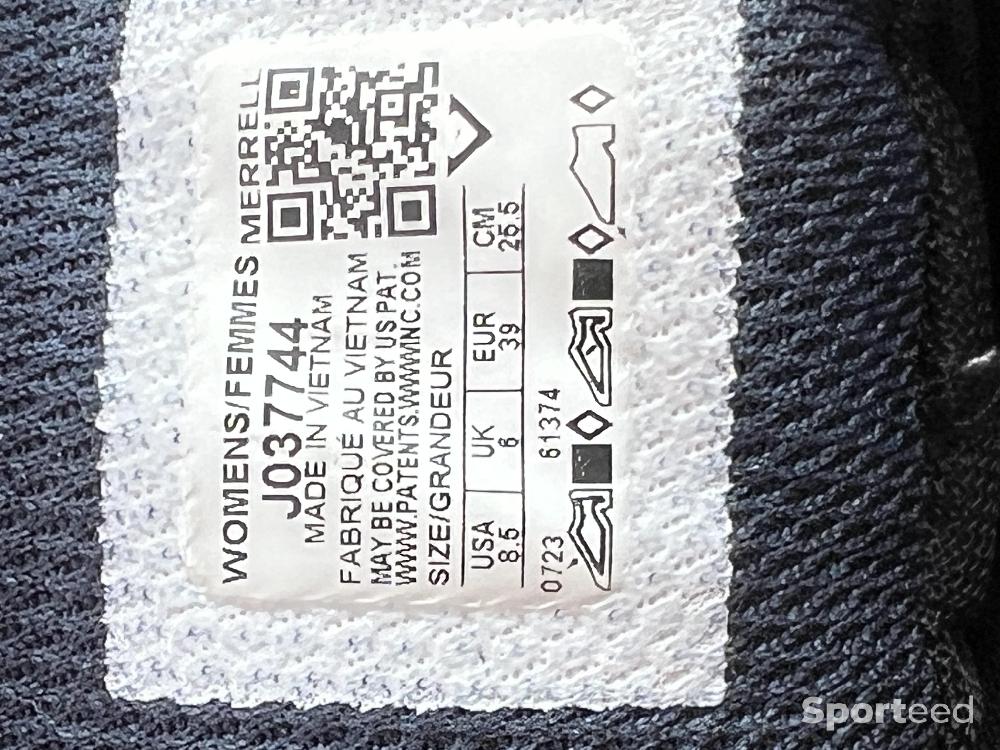 WOMENS/FEMMES MERRELL
J037744
MADE IN VIETNAM
FABRIQUÉ AU VIETNAM
MAY BE COVERED BY US PAT.
WWW.PATENTS.WWWINC.COM
SIZE/GRANDEUR
USA UK EUR CM
8.5 6 39 25.5
0723 61374
Sporteed